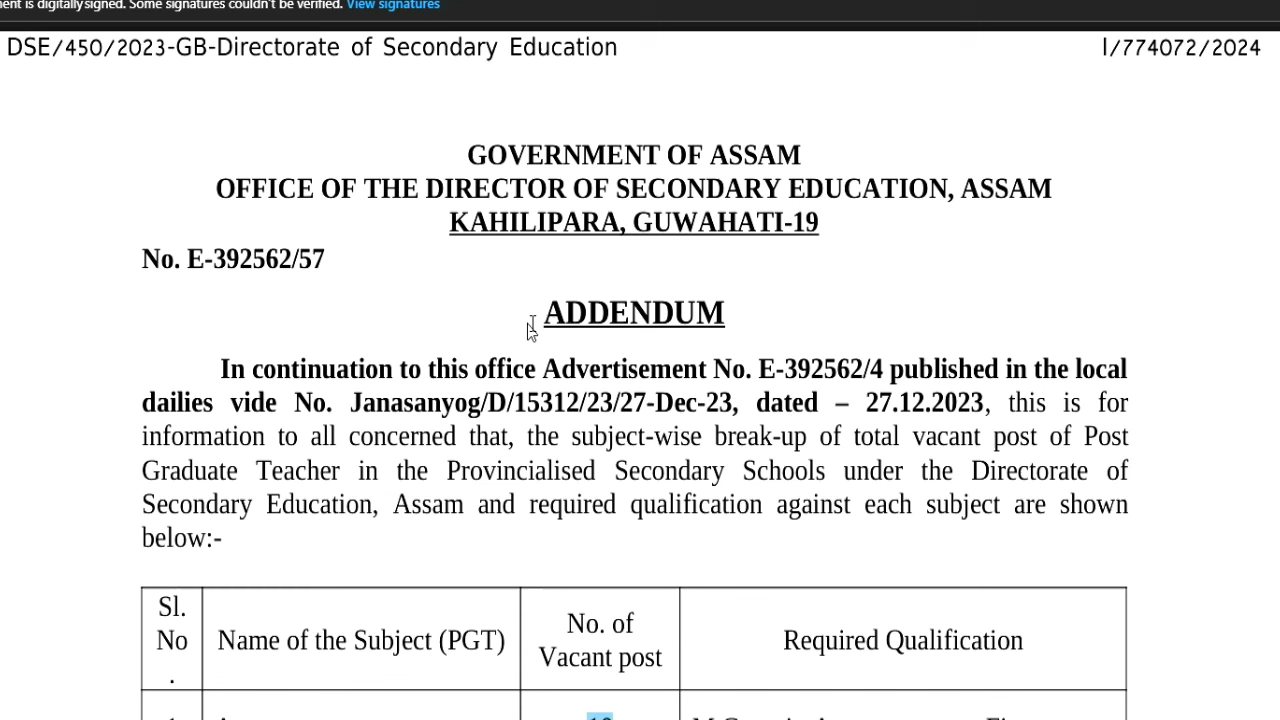 ment is digitally signed. Some signatures couldn't be verified. View signatures
DSE/450/2023-GB-Directorate of Secondary Education
I/774072/2024
GOVERNMENT OF ASSAM
OFFICE OF THE DIRECTOR OF SECONDARY EDUCATION, ASSAM
KAHILIPARA, GUWAHATI-19
No. E-392562/57
ADDENDUM
In continuation to this office Advertisement No. E-392562/4 published in the local
dailies vide No. Janasanyog/D/15312/23/27-Dec-23, dated – 27.12.2023, this is for
information to all concerned that, the subject-wise break-up of total vacant post of Post
Graduate Teacher in the Provincialised Secondary Schools under the Directorate of
Secondary Education, Assam and required qualification against each subject are shown
below:-
Sl.
No
.
Name of the Subject (PGT)
No. of
Vacant post
Required Qualification